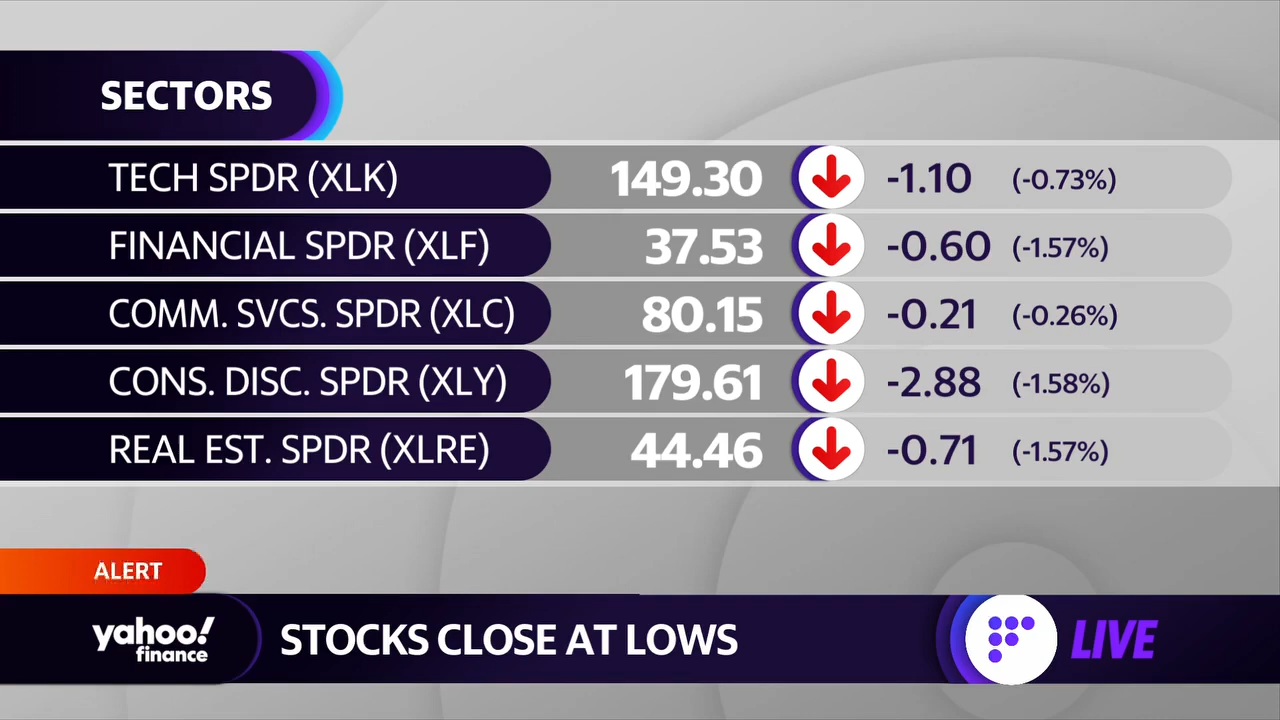 SECTORS
TECH SPDR (XLK) 149.30 -1.10 (-0.73%)
FINANCIAL SPDR (XLF) 37.53 -0.60 (-1.57%)
COMM. SVCS. SPDR (XLC) 80.15 -0.21 (-0.26%)
CONS. DISC. SPDR (XLY) 179.61 -2.88 (-1.58%)
REAL EST. SPDR (XLRE) 44.46 -0.71 (-1.57%)
ALERT
yahoo! finance STOCKS CLOSE AT LOWS LIVE